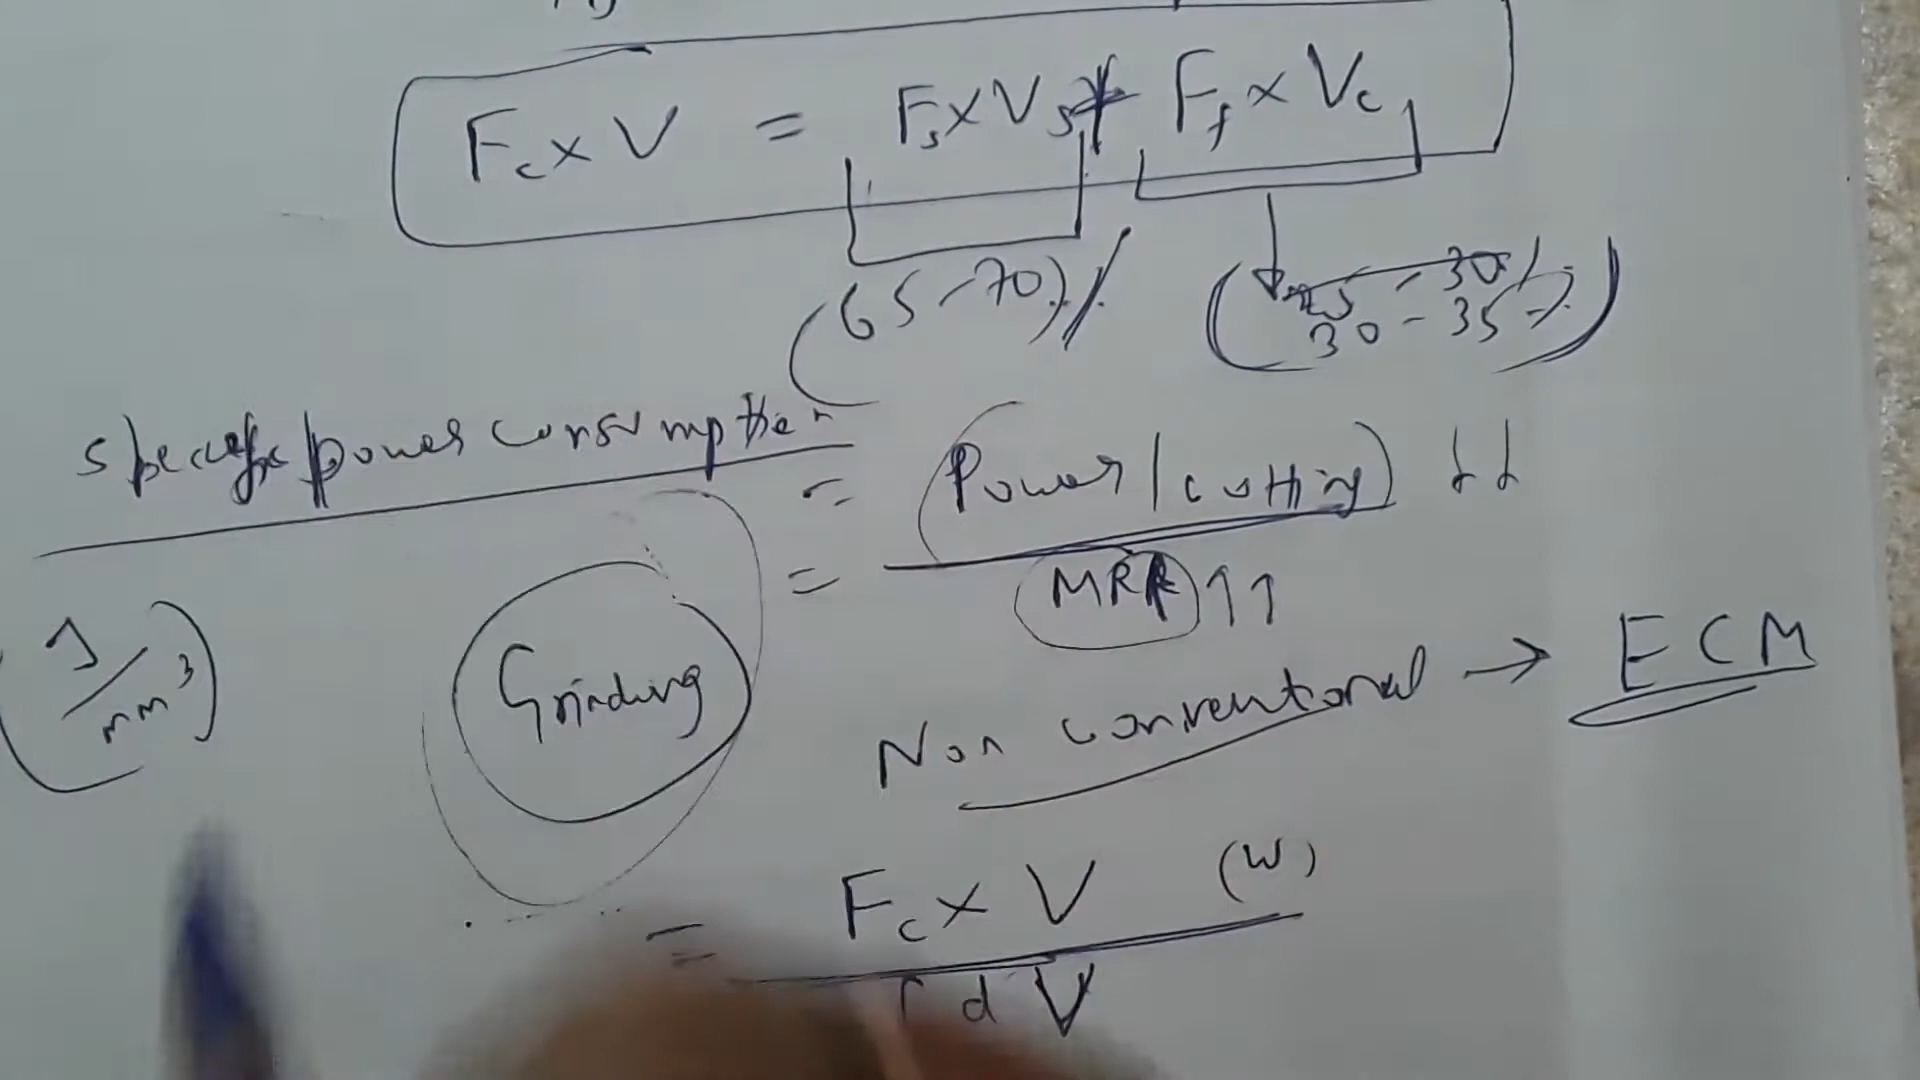 Fc × V = Fs × Vs + Ff × Vc
(65-70)%
30-35%
specific power consumption = Power (cutting) ↓↓
= MRR ↑↑
J/mm³
Grinding
Non conventional → ECM
= Fc × V (W)
f d V